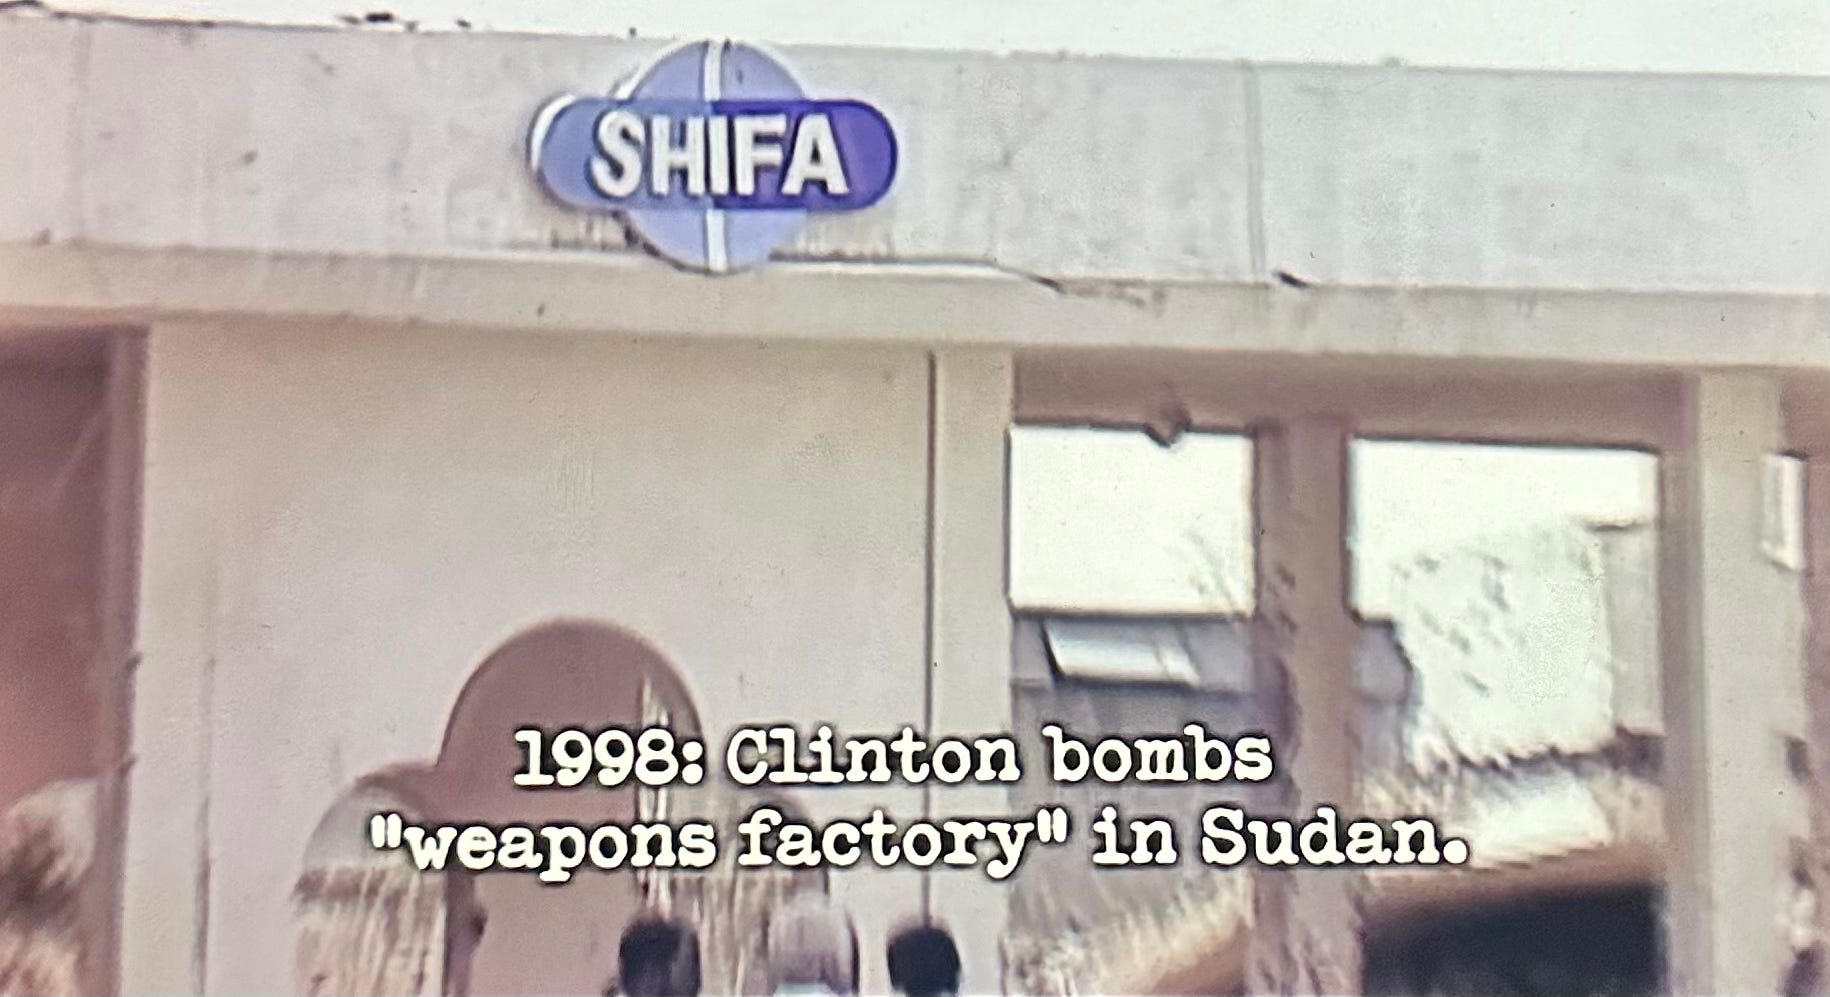 SHIFA
1998: Clinton bombs
"weapons factory" in Sudan.